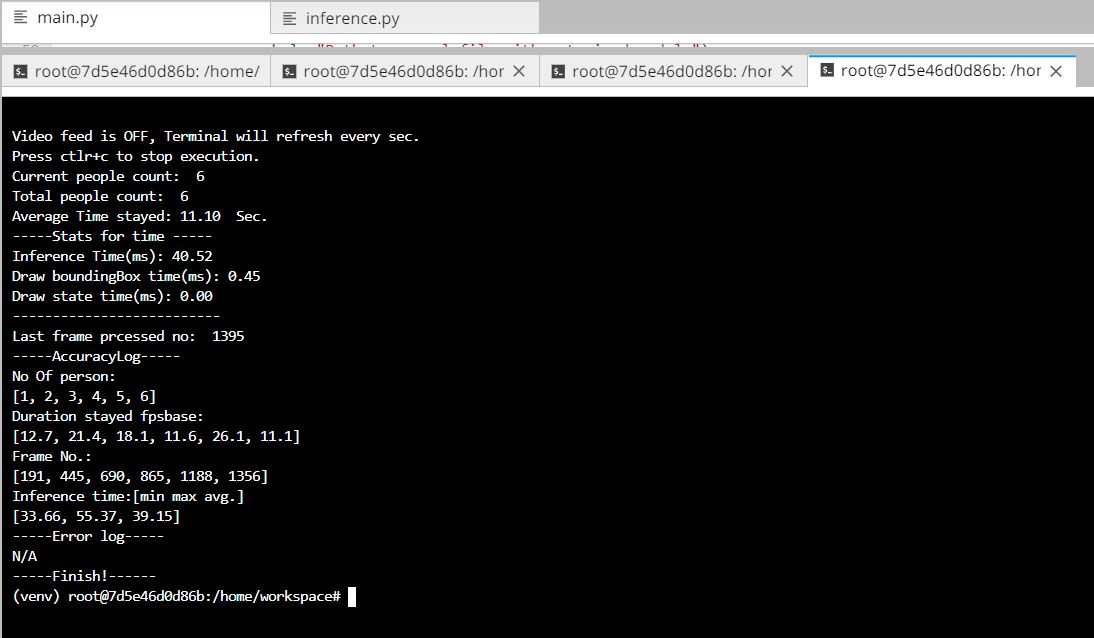 main.py
inference.py
root@7d5e46d0d86b: /home/
root@7d5e46d0d86b: /hor
root@7d5e46d0d86b: /hor
root@7d5e46d0d86b: /hor
Video feed is OFF, Terminal will refresh every sec.
Press ctlr+c to stop execution.
Current people count:  6
Total people count:  6
Average Time stayed: 11.10  Sec.
-----Stats for time -----
Inference Time(ms): 40.52
Draw boundingBox time(ms): 0.45
Draw state time(ms): 0.00
--------------------------
Last frame prcessed no:  1395
-----AccuracyLog-----
No Of person:
[1, 2, 3, 4, 5, 6]
Duration stayed fpsbase:
[12.7, 21.4, 18.1, 11.6, 26.1, 11.1]
Frame No.:
[191, 445, 690, 865, 1188, 1356]
Inference time:[min max avg.]
[33.66, 55.37, 39.15]
-----Error log-----
N/A
-----Finish!------
(venv) root@7d5e46d0d86b:/home/workspace#